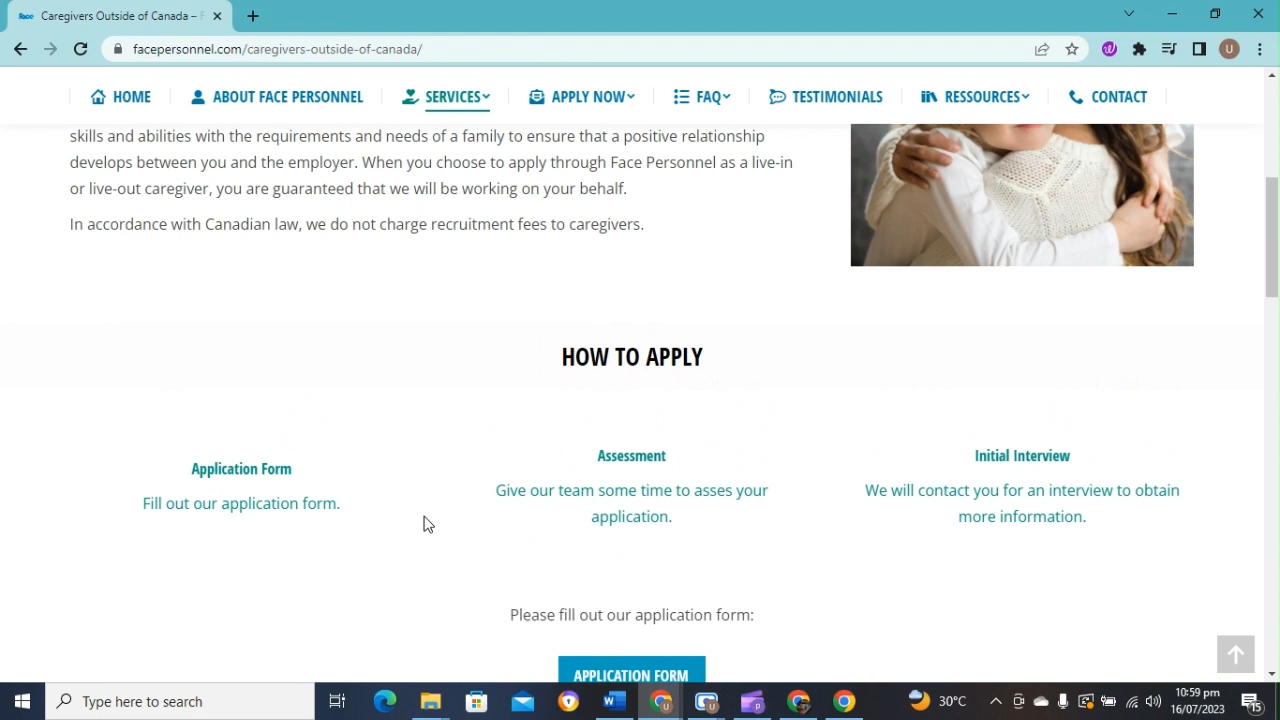 Face
Caregivers Outside of Canada – F
facepersonnel.com/caregivers-outside-of-canada/
U
HOME
ABOUT FACE PERSONNEL
SERVICES
APPLY NOW
FAQ
TESTIMONIALS
RESSOURCES
CONTACT
skills and abilities with the requirements and needs of a family to ensure that a positive relationship
develops between you and the employer. When you choose to apply through Face Personnel as a live-in
or live-out caregiver, you are guaranteed that we will be working on your behalf.
In accordance with Canadian law, we do not charge recruitment fees to caregivers.
HOW TO APPLY
Application Form
Fill out our application form.
Assessment
Give our team some time to asses your
application.
Initial Interview
We will contact you for an interview to obtain
more information.
Please fill out our application form:
APPLICATION FORM
Type here to search
30°C
10:59 pm
16/07/2023
15